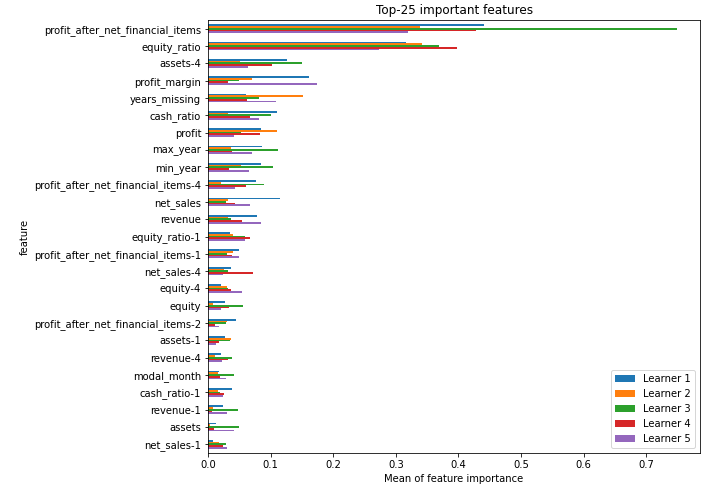 Top-25 important features
profit_after_net_financial_items
equity_ratio
assets-4
profit_margin
years_missing
cash_ratio
profit
max_year
min_year
profit_after_net_financial_items-4
net_sales
revenue
equity_ratio-1
profit_after_net_financial_items-1
net_sales-4
equity-4
equity
profit_after_net_financial_items-2
assets-1
revenue-4
modal_month
cash_ratio-1
revenue-1
assets
net_sales-1
feature
Learner 1
Learner 2
Learner 3
Learner 4
Learner 5
0.0 0.1 0.2 0.3 0.4 0.5 0.6 0.7
Mean of feature importance